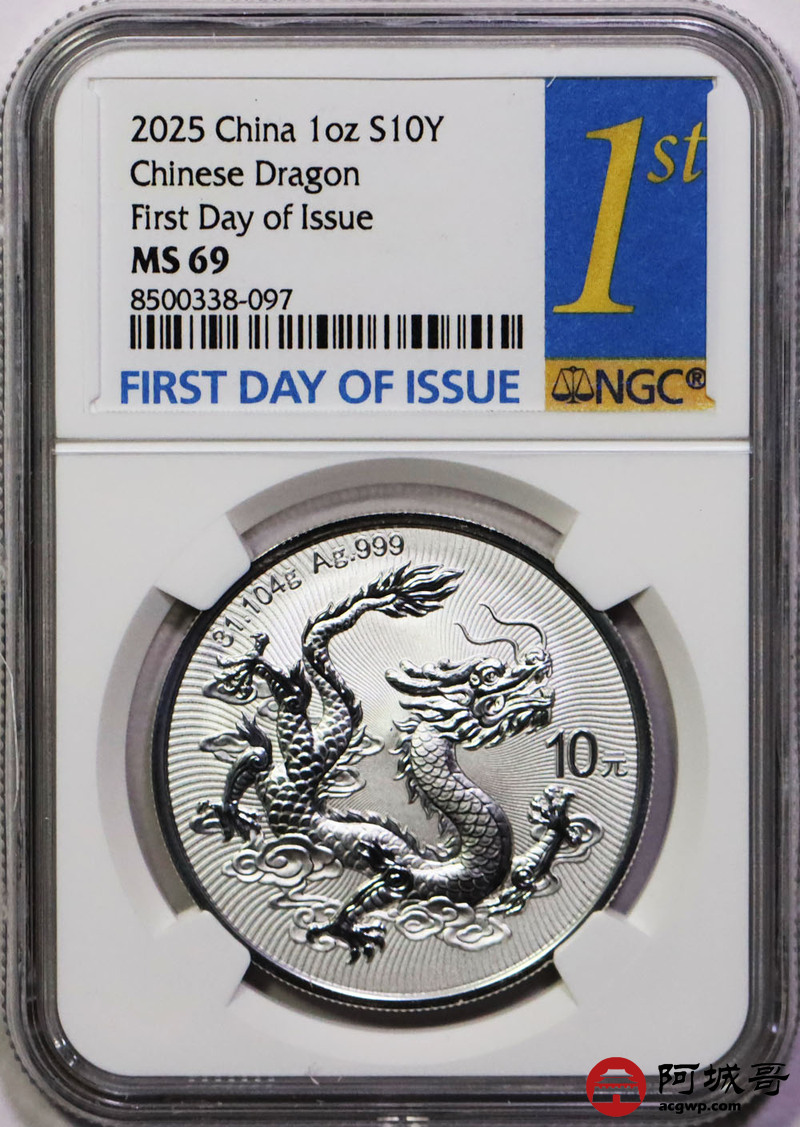 2025 China 1oz S10Y
Chinese Dragon
First Day of Issue
MS 69
8500338-097
FIRST DAY OF ISSUE
1st
NGC®
31.104g Ag.999
10元
阿城哥
acgwp.com